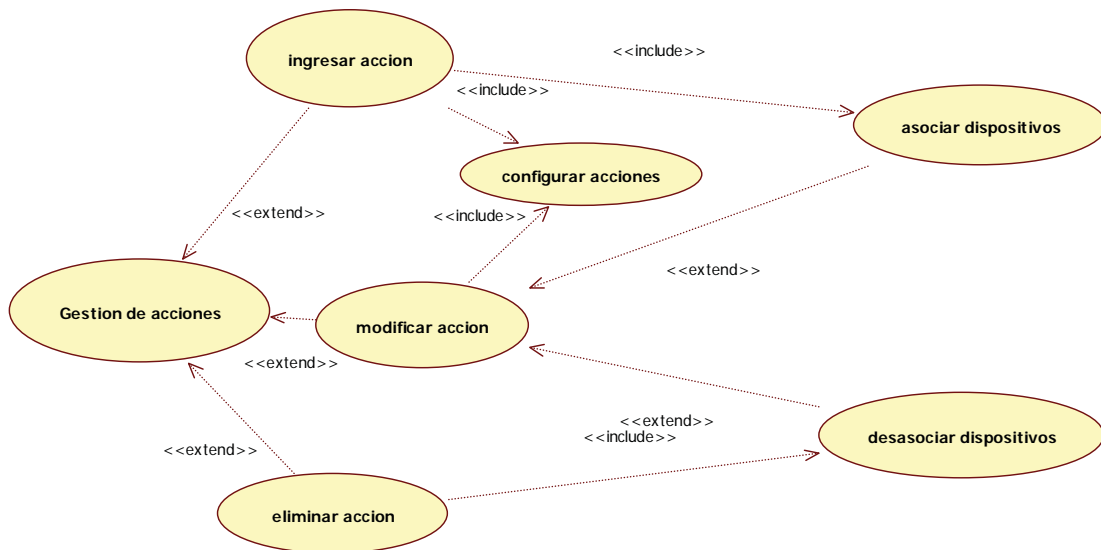 ingresar accion
<<include>>
<<include>>
asociar dispositivos
configurar acciones
<<extend>>
<<include>>
<<extend>>
Gestion de acciones
modificar accion
<<extend>>
<<extend>>
<<include>>
desasociar dispositivos
<<extend>>
eliminar accion